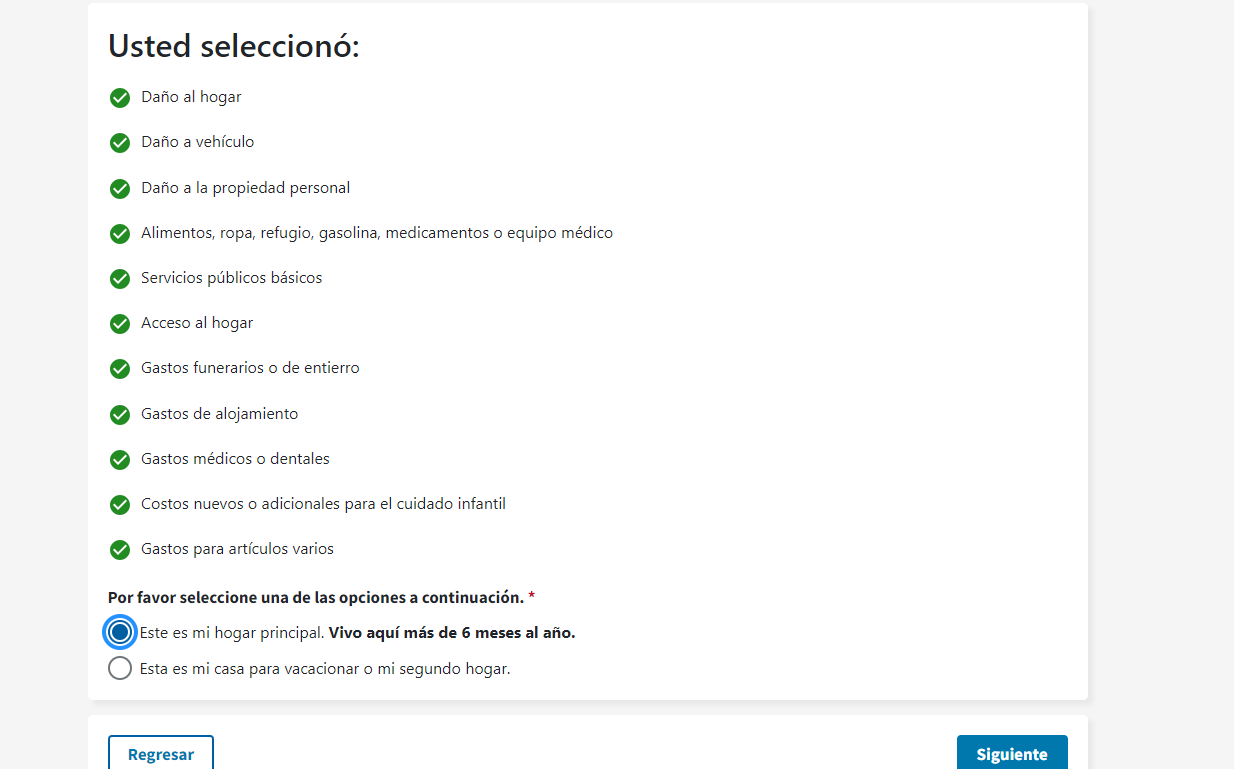 Usted seleccionó:
Daño al hogar
Daño a vehículo
Daño a la propiedad personal
Alimentos, ropa, refugio, gasolina, medicamentos o equipo médico
Servicios públicos básicos
Acceso al hogar
Gastos funerarios o de entierro
Gastos de alojamiento
Gastos médicos o dentales
Costos nuevos o adicionales para el cuidado infantil
Gastos para artículos varios
Por favor seleccione una de las opciones a continuación. *
Este es mi hogar principal. Vivo aquí más de 6 meses al año.
Esta es mi casa para vacacionar o mi segundo hogar.
Regresar
Siguiente